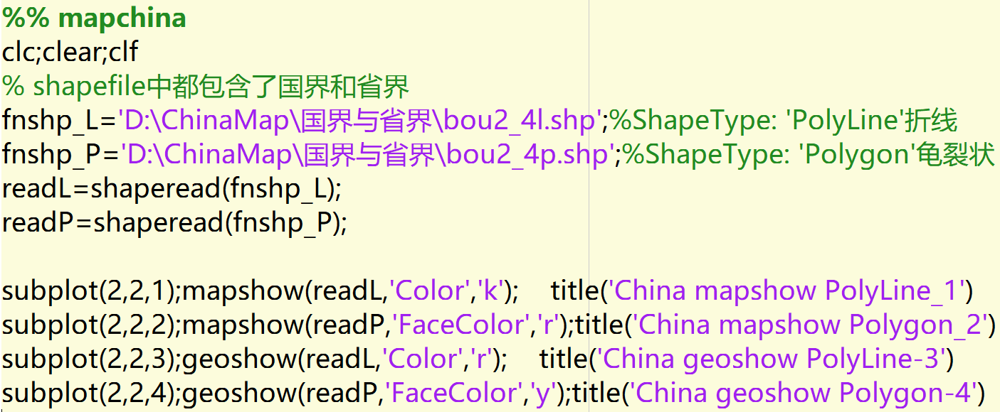 %% mapchina
clc;clear;clf
% shapefile中都包含了国界和省界
fnshp_L='D:\ChinaMap\国界与省界\bou2_4l.shp';%ShapeType: 'PolyLine'折线
fnshp_P='D:\ChinaMap\国界与省界\bou2_4p.shp';%ShapeType: 'Polygon'龟裂状
readL=shaperead(fnshp_L);
readP=shaperead(fnshp_P);
subplot(2,2,1);mapshow(readL,'Color','k');    title('China mapshow PolyLine_1')
subplot(2,2,2);mapshow(readP,'FaceColor','r');title('China mapshow Polygon_2')
subplot(2,2,3);geoshow(readL,'Color','r');    title('China geoshow PolyLine-3')
subplot(2,2,4);geoshow(readP,'FaceColor','y');title('China geoshow Polygon-4')